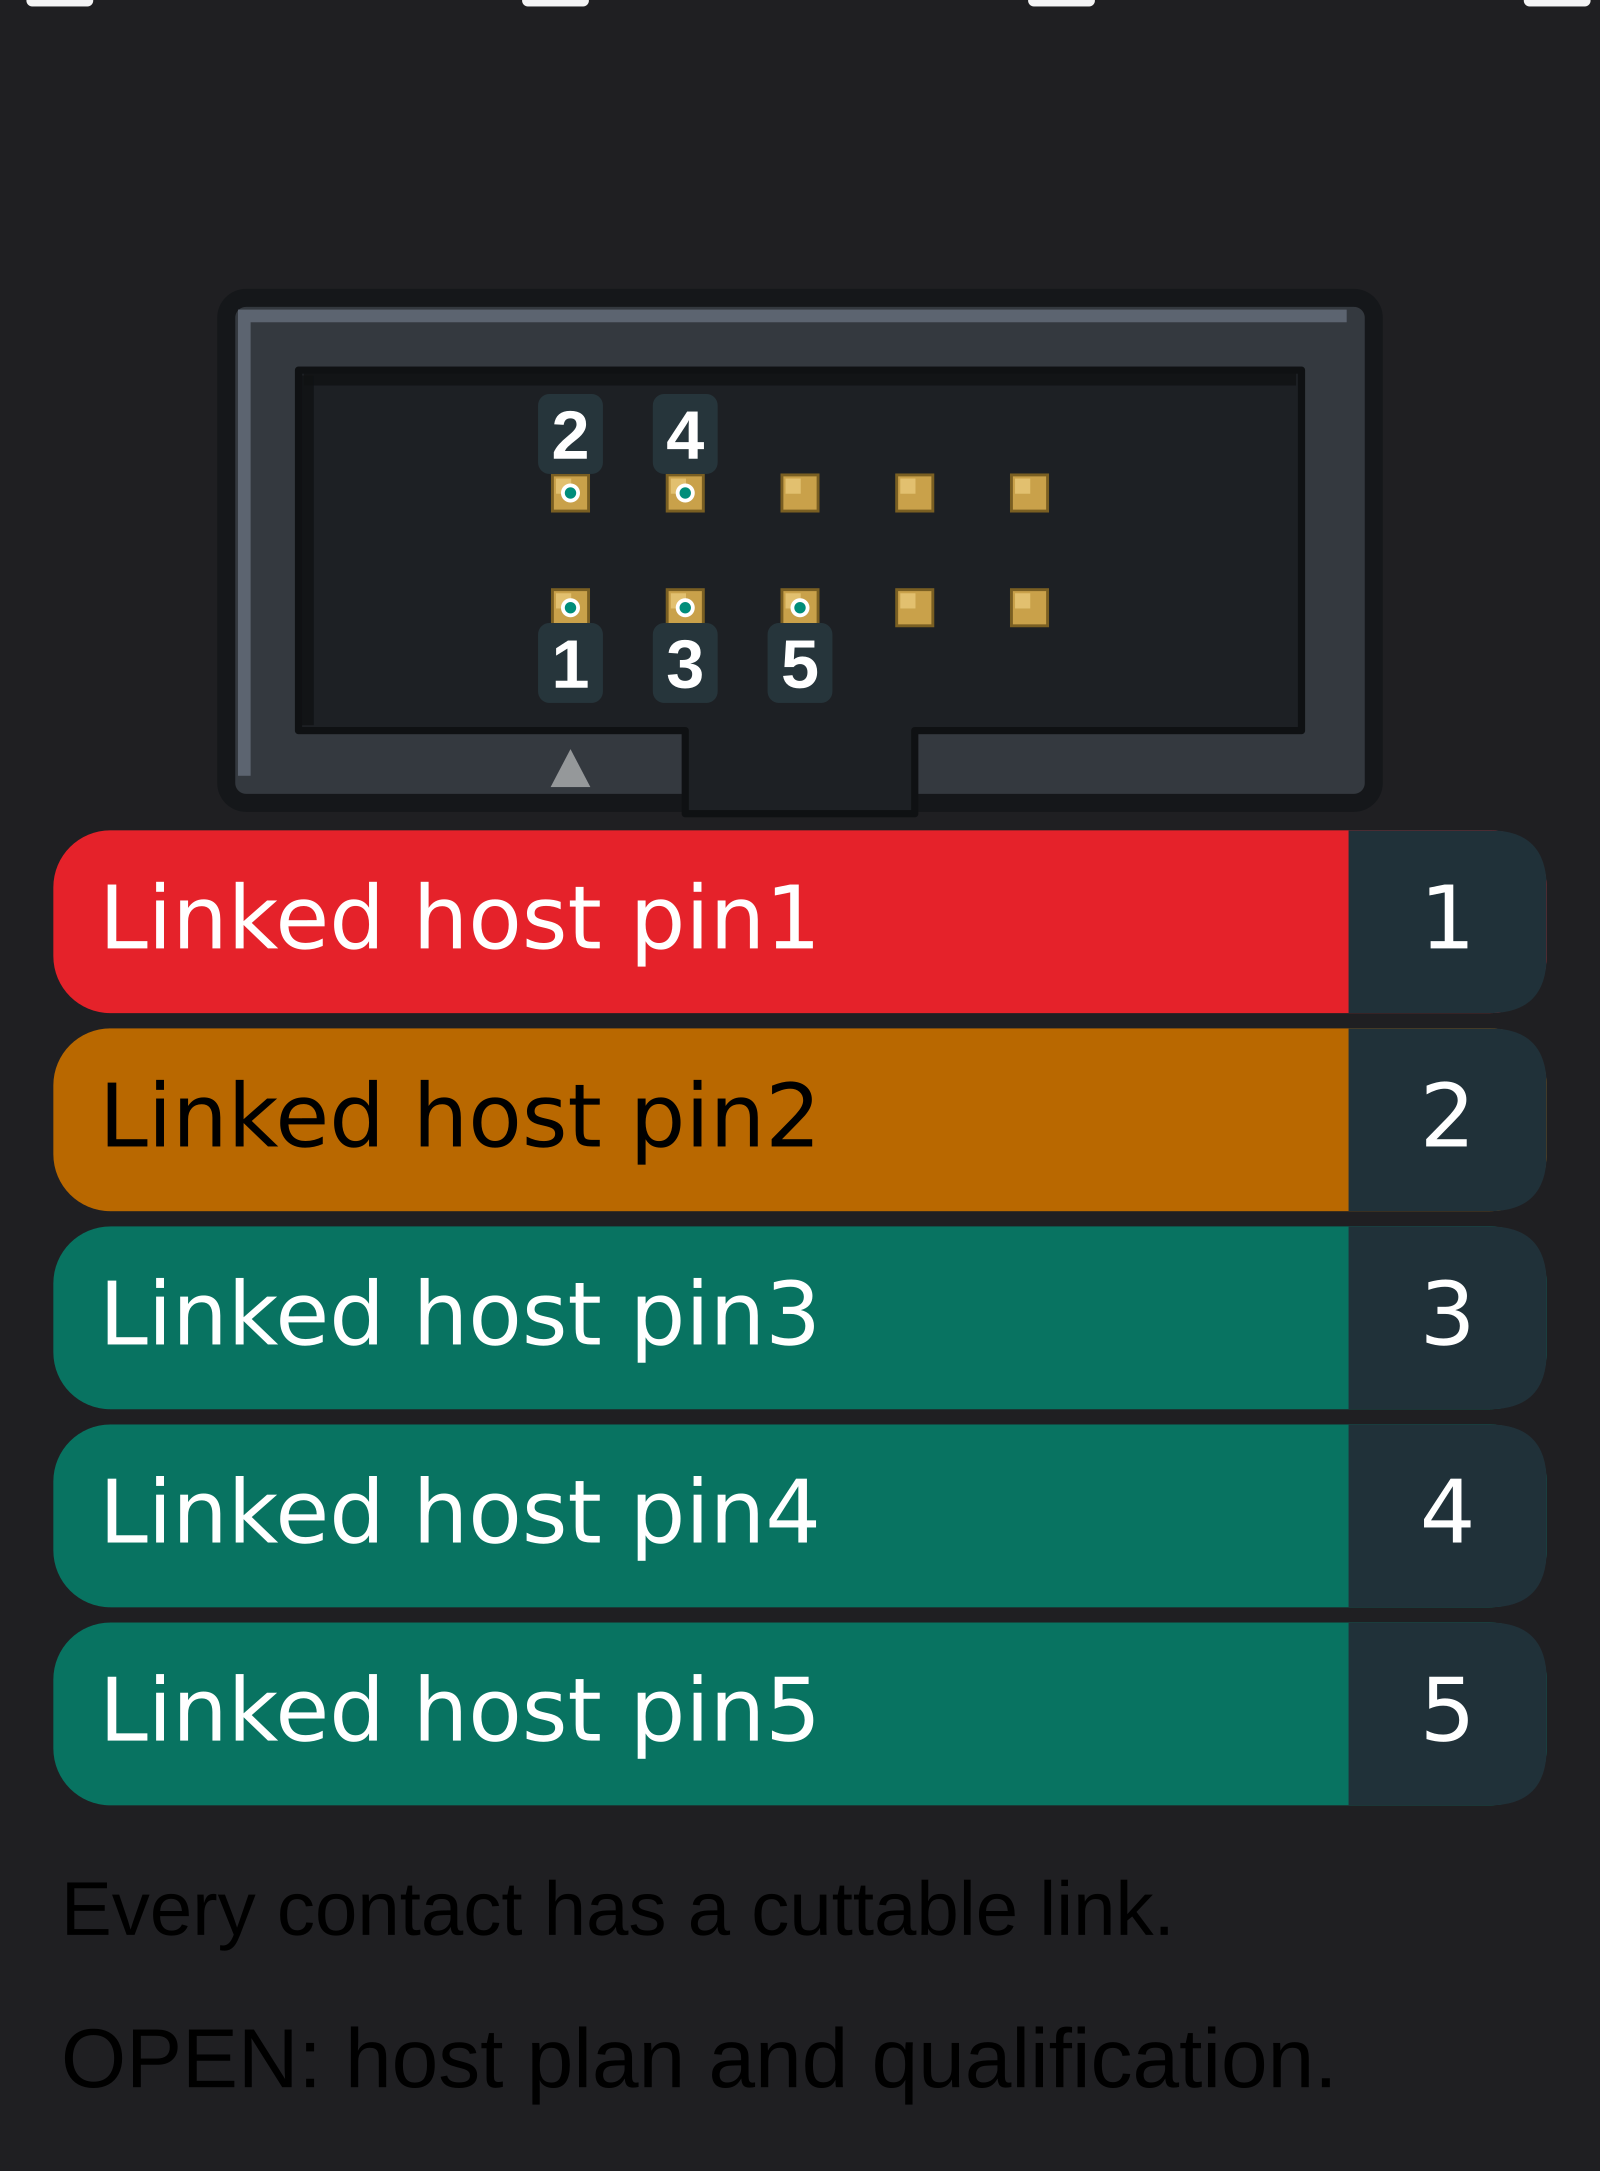 2 4
1 3 5
Linked host pin1 1
Linked host pin2 2
Linked host pin3 3
Linked host pin4 4
Linked host pin5 5
Every contact has a cuttable link.
OPEN: host plan and qualification.